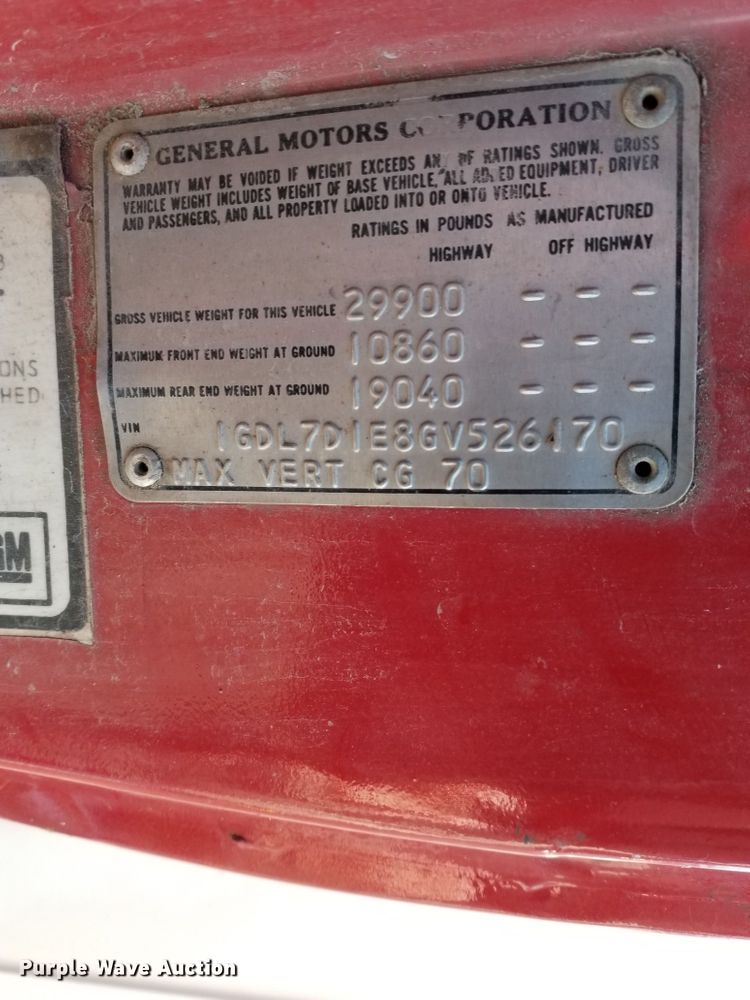 GENERAL MOTORS C PORATION
WARRANTY MAY BE VOIDED IF WEIGHT EXCEEDS AN OF RATINGS SHOWN. GROSS
VEHICLE WEIGHT INCLUDES WEIGHT OF BASE VEHICLE, ALL ADDED EQUIPMENT, DRIVER
AND PASSENGERS, AND ALL PROPERTY LOADED INTO OR ONTO VEHICLE.
RATINGS IN POUNDS AS MANUFACTURED
HIGHWAY OFF HIGHWAY
GROSS VEHICLE WEIGHT FOR THIS VEHICLE 29900 - - -
MAXIMUM FRONT END WEIGHT AT GROUND 10860 - - -
MAXIMUM REAR END WEIGHT AT GROUND 19040 - - -
VIN 1GDL7D1E8GV526170
MAX VERT CG 70
ONS
HED
GM
Purple Wave Auction